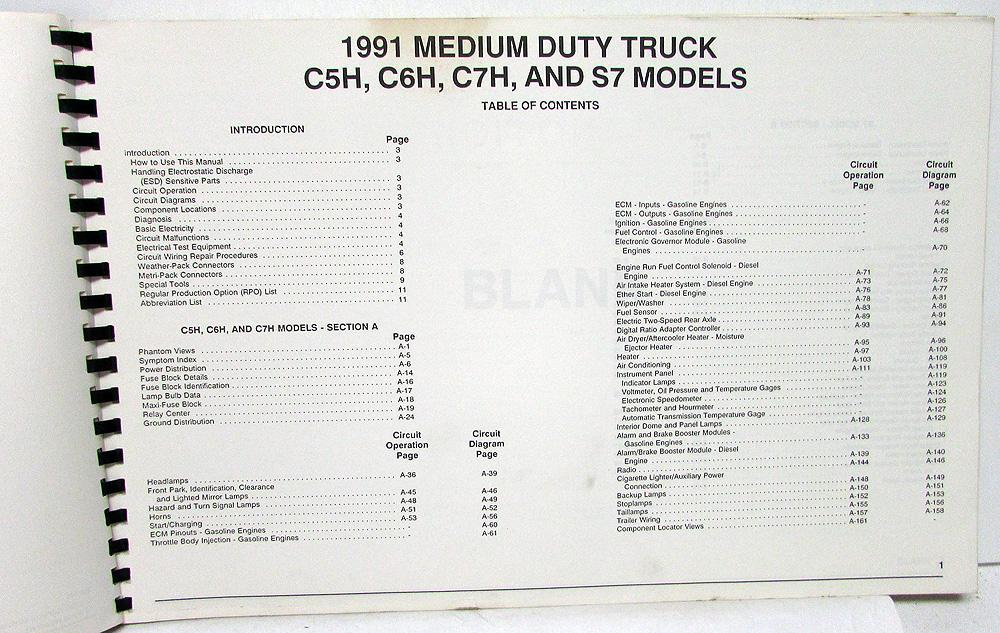 1991 MEDIUM DUTY TRUCK
C5H, C6H, C7H, AND S7 MODELS
TABLE OF CONTENTS
INTRODUCTION
Page
Introduction 3
How to Use This Manual 3
Handling Electrostatic Discharge
(ESD) Sensitive Parts 3
Circuit Operation 3
Circuit Diagrams 3
Component Locations 3
Diagnosis 4
Basic Electricity 4
Circuit Malfunctions 4
Electrical Test Equipment 4
Circuit Wiring Repair Procedures 6
Weather-Pack Connectors 8
Metri-Pack Connectors 8
Special Tools 9
Regular Production Option (RPO) List 11
Abbreviation List 11
C5H, C6H, AND C7H MODELS - SECTION A
Page
Phantom Views A-1
Symptom Index A-5
Power Distribution A-6
Fuse Block Details A-14
Fuse Block Identification A-16
Lamp Bulb Data A-17
Maxi-Fuse Block A-18
Relay Center A-19
Ground Distribution A-24
Circuit Circuit
Operation Diagram
Page Page
Headlamps A-36 A-39
Front Park, Identification, Clearance
and Lighted Mirror Lamps A-45 A-46
Hazard and Turn Signal Lamps A-48 A-49
Horns A-51 A-52
Start/Charging A-53 A-56
ECM Pinouts - Gasoline Engines - A-60
Throttle Body Injection - Gasoline Engines - A-61
Circuit Circuit
Operation Diagram
Page Page
ECM - Inputs - Gasoline Engines - A-62
ECM - Outputs - Gasoline Engines - A-64
Ignition - Gasoline Engines - A-66
Fuel Control - Gasoline Engines - A-68
Electronic Governor Module - Gasoline
Engines - A-70
Engine Run Fuel Control Solenoid - Diesel
Engine A-71 A-72
Air Intake Heater System - Diesel Engine A-73 A-75
Ether Start - Diesel Engine A-76 A-77
Wiper/Washer A-78 A-81
Fuel Sensor A-83 A-86
Electric Two-Speed Rear Axle A-89 A-91
Digital Ratio Adapter Controller A-93 A-94
Air Dryer/Aftercooler Heater - Moisture
Ejector Heater A-95 A-96
Heater A-97 A-100
Air Conditioning A-103 A-108
Instrument Panel A-111 A-119
Indicator Lamps - A-119
Voltmeter, Oil Pressure and Temperature Gages - A-123
Electronic Speedometer - A-124
Tachometer and Hourmeter - A-126
Automatic Transmission Temperature Gage - A-127
Interior Dome and Panel Lamps A-128 A-129
Alarm and Brake Booster Modules -
Gasoline Engines A-133 A-136
Alarm/Brake Booster Module - Diesel
Engine A-139 A-140
Radio A-144 A-146
Cigarette Lighter/Auxiliary Power
Connection A-148 A-149
Backup Lamps A-150 A-151
Stoplamps A-152 A-153
Taillamps A-155 A-156
Trailer Wiring A-157 A-158
Component Locator Views A-161 -
1